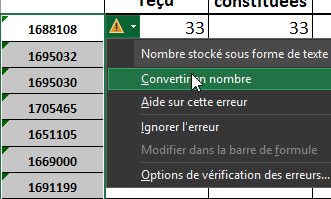 reçu constituées
1688108 33 33
1695032 Nombre stocké sous forme de texte
1695030 Convertir en nombre
1705465 Aide sur cette erreur
1651105 Ignorer l'erreur
1669000 Modifier dans la barre de formule
1691199 Options de vérification des erreurs...